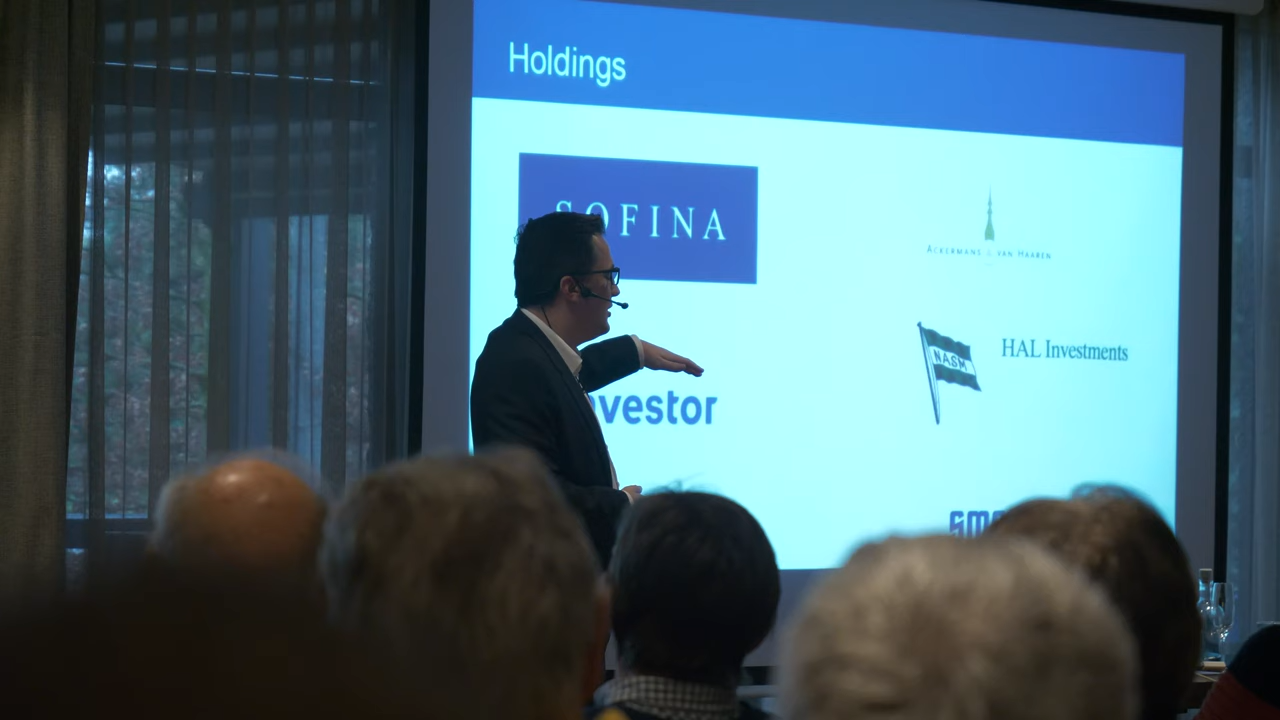 Holdings
SOFINA
ACKERMANS & VAN HAAREN
NASM
HAL Investments
nvestor